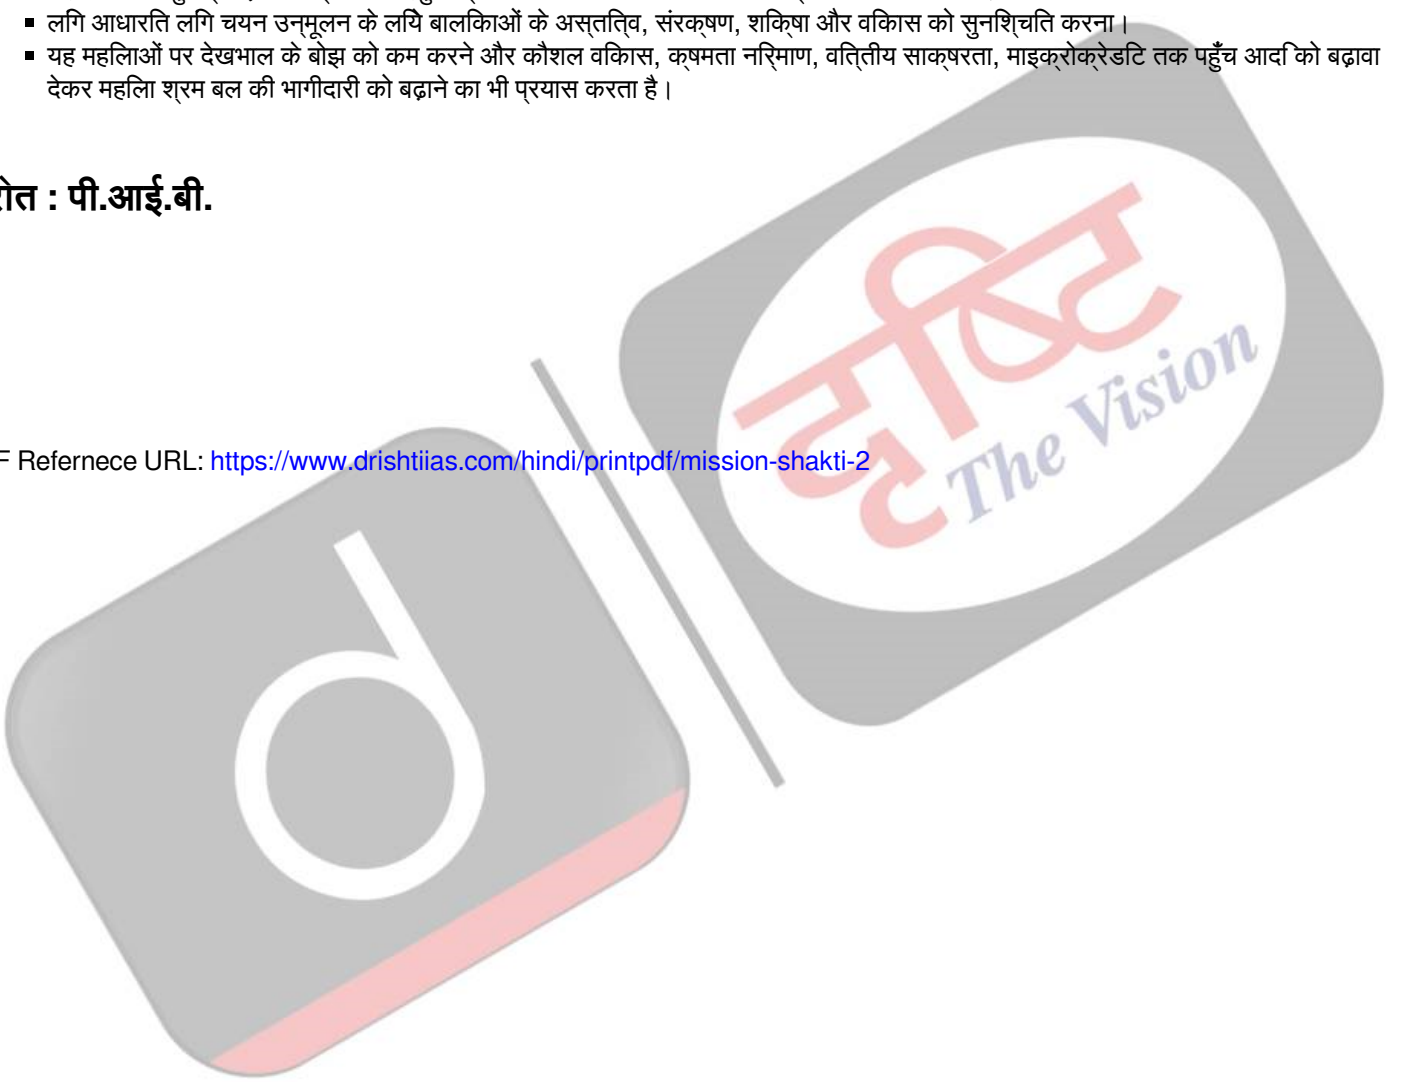 लिंग आधारित लिंग चयन उन्मूलन के लिये बालिकाओं के अस्तित्व, संरक्षण, शिक्षा और विकास को सुनिश्चित करना।
यह महिलाओं पर देखभाल के बोझ को कम करने और कौशल विकास, क्षमता निर्माण, वित्तीय साक्षरता, माइक्रोक्रेडिट तक पहुँच आदि को बढ़ावा
देकर महिला श्रम बल की भागीदारी को बढ़ाने का भी प्रयास करता है।
: पी.आई.बी.
दृष्टि
The Vision
F Refernece URL: https://www.drishtiias.com/hindi/printpdf/mission-shakti-2
d